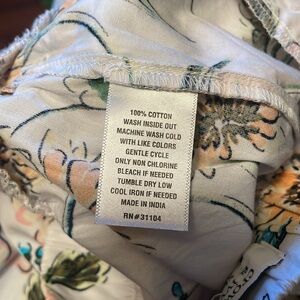 100% COTTON
WASH INSIDE OUT
MACHINE WASH COLD
WITH LIKE COLORS
GENTLE CYCLE
ONLY NON CHLORINE
BLEACH IF NEEDED
TUMBLE DRY LOW
COOL IRON IF NEEDED
MADE IN INDIA
RN#31104